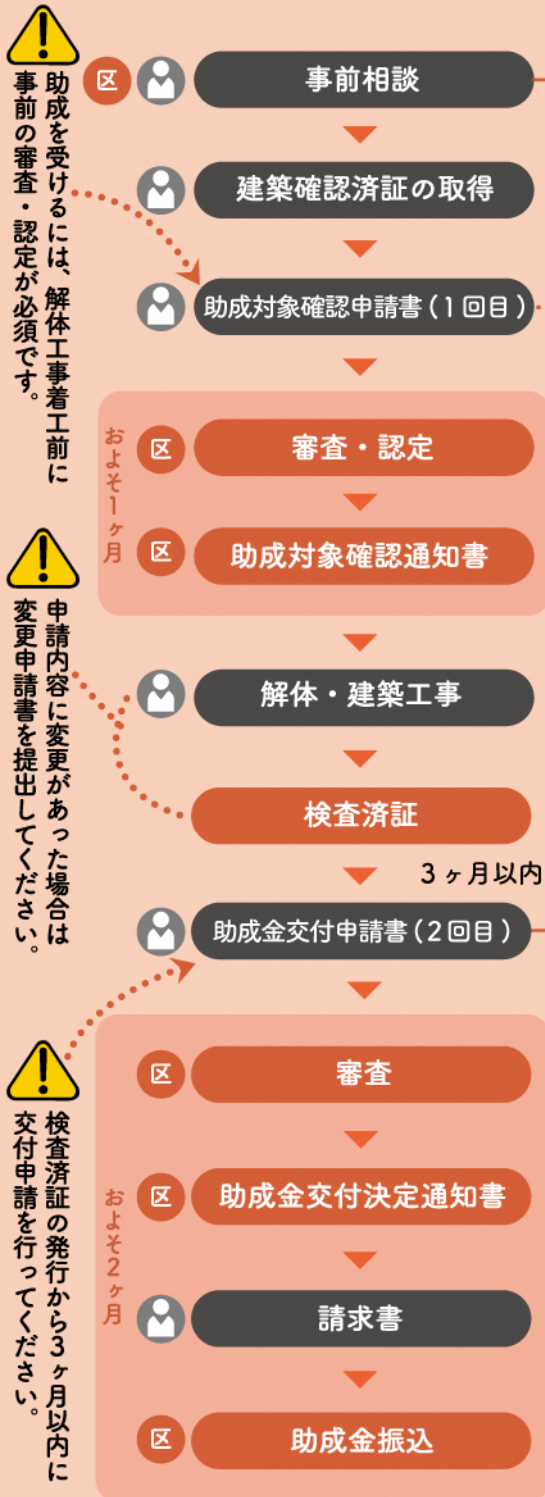 助成を受けるには、解体工事着工前に
事前の審査・認定が必須です。
区
事前相談
建築確認済証の取得
助成対象確認申請書(1回目)
およそ1ヶ月
区
審査・認定
区
助成対象確認通知書
申請内容に変更があった場合は
変更申請書を提出してください。
解体・建築工事
検査済証
3ヶ月以内
助成金交付申請書(2回目)
検査済証の発行から3ヶ月以内に
交付申請を行ってください。
およそ2ヶ月
区
審査
区
助成金交付決定通知書
請求書
区
助成金振込